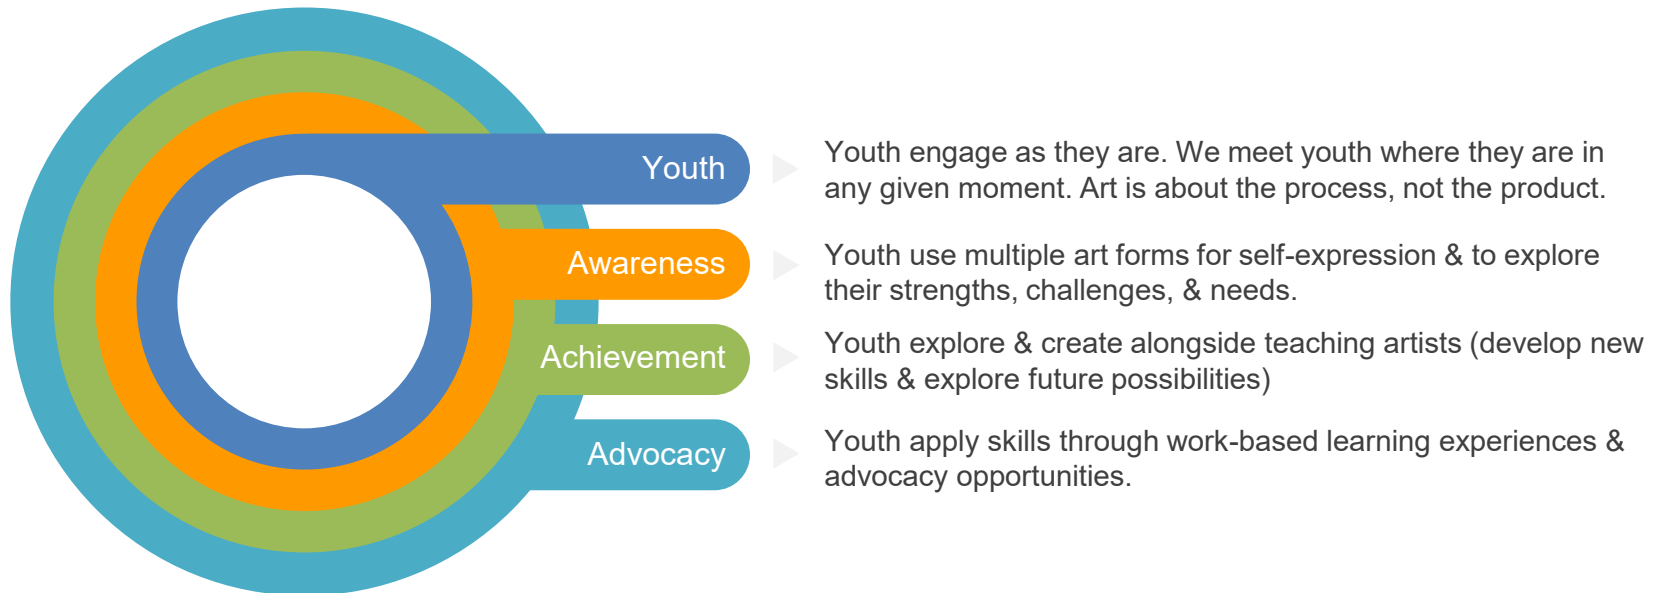 Youth
Youth engage as they are. We meet youth where they are in
any given moment. Art is about the process, not the product.
Awareness
Youth use multiple art forms for self-expression & to explore
their strengths, challenges, & needs.
Achievement
Youth explore & create alongside teaching artists (develop new
skills & explore future possibilities)
Advocacy
Youth apply skills through work-based learning experiences &
advocacy opportunities.